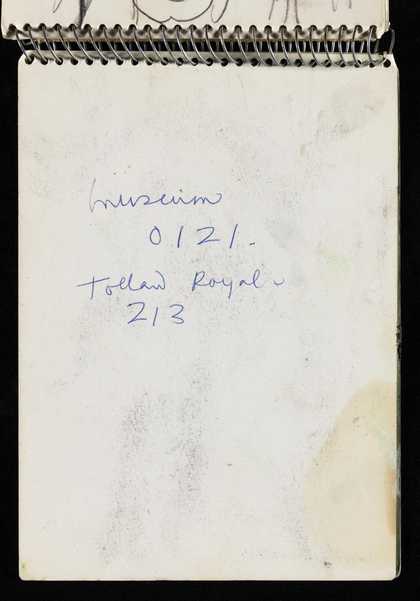 Museum
0121.
Tollard Royal
213